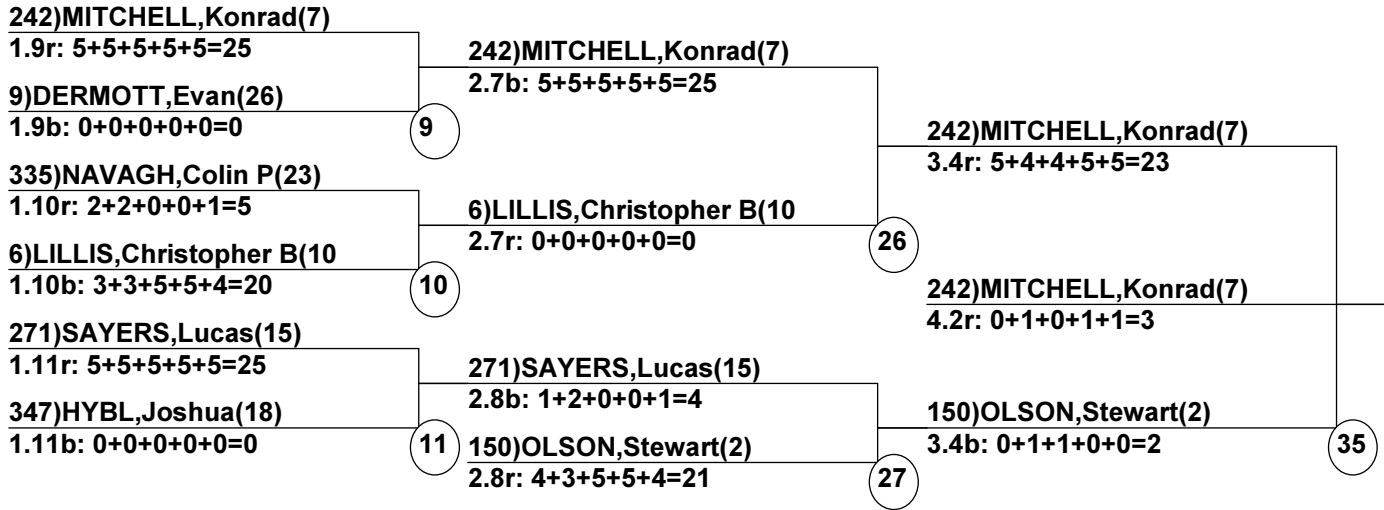 242)MITCHELL,Konrad(7)
1.9r: 5+5+5+5+5=25
9)DERMOTT,Evan(26)
1.9b: 0+0+0+0+0=0
9
335)NAVAGH,Colin P(23)
1.10r: 2+2+0+0+1=5
6)LILLIS,Christopher B(10
1.10b: 3+3+5+5+4=20
10
271)SAYERS,Lucas(15)
1.11r: 5+5+5+5+5=25
347)HYBL,Joshua(18)
1.11b: 0+0+0+0+0=0
11
242)MITCHELL,Konrad(7)
2.7b: 5+5+5+5+5=25
6)LILLIS,Christopher B(10
2.7r: 0+0+0+0+0=0
26
271)SAYERS,Lucas(15)
2.8b: 1+2+0+0+1=4
150)OLSON,Stewart(2)
2.8r: 4+3+5+5+4=21
27
242)MITCHELL,Konrad(7)
3.4r: 5+4+4+5+5=23
242)MITCHELL,Konrad(7)
4.2r: 0+1+0+1+1=3
150)OLSON,Stewart(2)
3.4b: 0+1+1+0+0=2
35